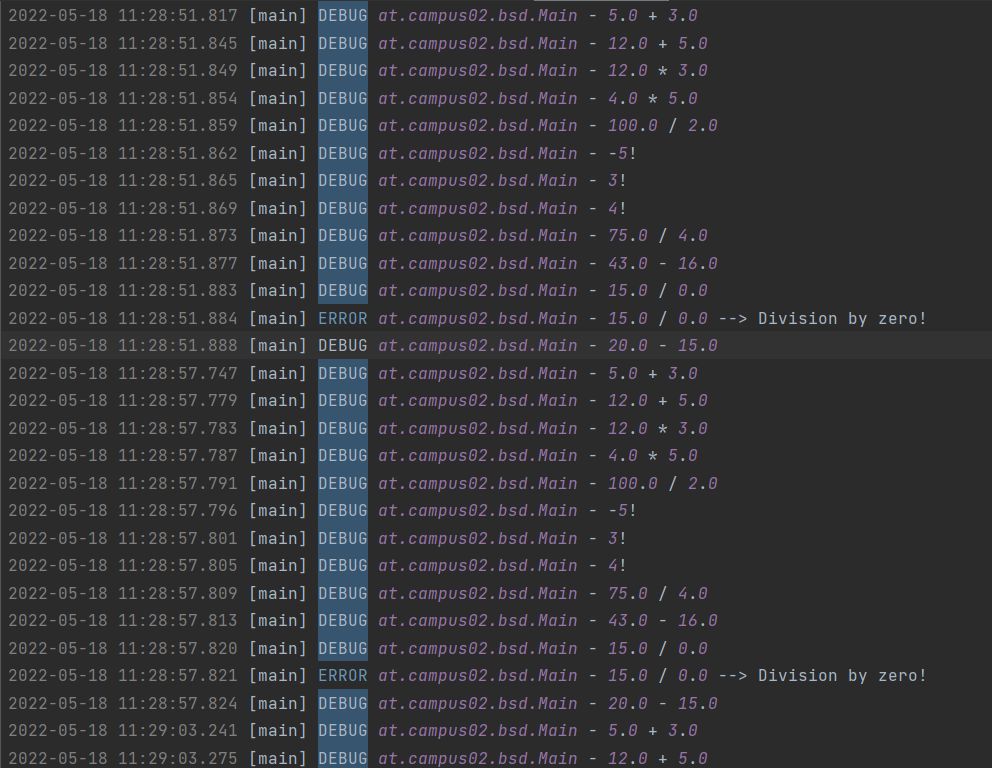 2022-05-18 11:28:51.817 [main] DEBUG at.campus02.bsd.Main - 5.0 + 3.0
2022-05-18 11:28:51.845 [main] DEBUG at.campus02.bsd.Main - 12.0 + 5.0
2022-05-18 11:28:51.849 [main] DEBUG at.campus02.bsd.Main - 12.0 * 3.0
2022-05-18 11:28:51.854 [main] DEBUG at.campus02.bsd.Main - 4.0 * 5.0
2022-05-18 11:28:51.859 [main] DEBUG at.campus02.bsd.Main - 100.0 / 2.0
2022-05-18 11:28:51.862 [main] DEBUG at.campus02.bsd.Main - -5!
2022-05-18 11:28:51.865 [main] DEBUG at.campus02.bsd.Main - 3!
2022-05-18 11:28:51.869 [main] DEBUG at.campus02.bsd.Main - 4!
2022-05-18 11:28:51.873 [main] DEBUG at.campus02.bsd.Main - 75.0 / 4.0
2022-05-18 11:28:51.877 [main] DEBUG at.campus02.bsd.Main - 43.0 - 16.0
2022-05-18 11:28:51.883 [main] DEBUG at.campus02.bsd.Main - 15.0 / 0.0
2022-05-18 11:28:51.884 [main] ERROR at.campus02.bsd.Main - 15.0 / 0.0 --> Division by zero!
2022-05-18 11:28:51.888 [main] DEBUG at.campus02.bsd.Main - 20.0 - 15.0
2022-05-18 11:28:57.747 [main] DEBUG at.campus02.bsd.Main - 5.0 + 3.0
2022-05-18 11:28:57.779 [main] DEBUG at.campus02.bsd.Main - 12.0 + 5.0
2022-05-18 11:28:57.783 [main] DEBUG at.campus02.bsd.Main - 12.0 * 3.0
2022-05-18 11:28:57.787 [main] DEBUG at.campus02.bsd.Main - 4.0 * 5.0
2022-05-18 11:28:57.791 [main] DEBUG at.campus02.bsd.Main - 100.0 / 2.0
2022-05-18 11:28:57.796 [main] DEBUG at.campus02.bsd.Main - -5!
2022-05-18 11:28:57.801 [main] DEBUG at.campus02.bsd.Main - 3!
2022-05-18 11:28:57.805 [main] DEBUG at.campus02.bsd.Main - 4!
2022-05-18 11:28:57.809 [main] DEBUG at.campus02.bsd.Main - 75.0 / 4.0
2022-05-18 11:28:57.813 [main] DEBUG at.campus02.bsd.Main - 43.0 - 16.0
2022-05-18 11:28:57.820 [main] DEBUG at.campus02.bsd.Main - 15.0 / 0.0
2022-05-18 11:28:57.821 [main] ERROR at.campus02.bsd.Main - 15.0 / 0.0 --> Division by zero!
2022-05-18 11:28:57.824 [main] DEBUG at.campus02.bsd.Main - 20.0 - 15.0
2022-05-18 11:29:03.241 [main] DEBUG at.campus02.bsd.Main - 5.0 + 3.0
2022-05-18 11:29:03.275 [main] DEBUG at.campus02.bsd.Main - 12.0 + 5.0